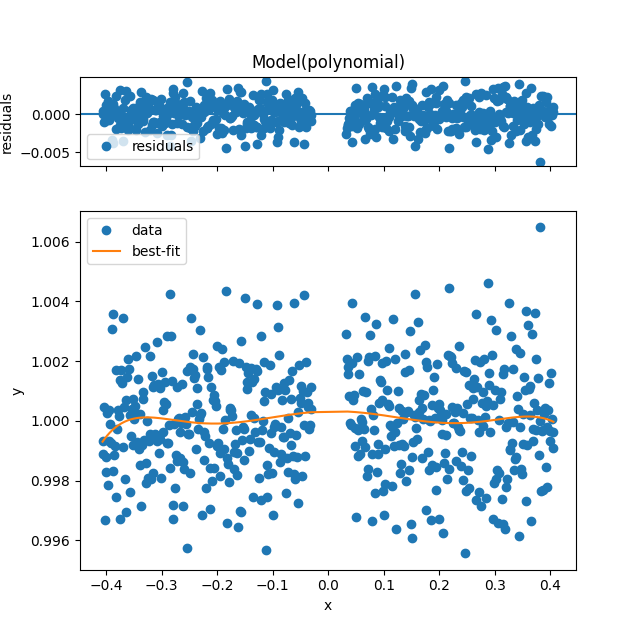 Model(polynomial)
residuals
0.000
−0.005
residuals
y
1.006
1.004
1.002
1.000
0.998
0.996
data
best-fit
−0.4
−0.3
−0.2
−0.1
0.0
0.1
0.2
0.3
0.4
x